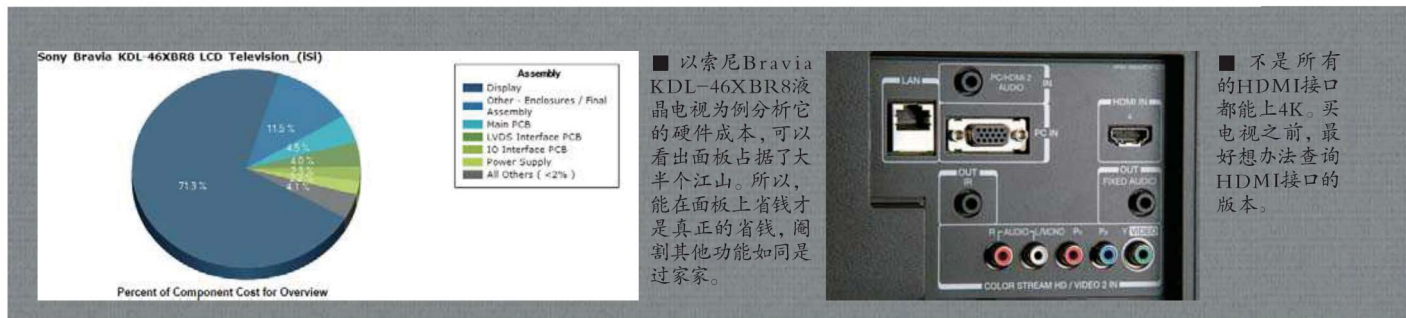 Sony Bravia KDL-46XBR8 LCD Television_(iSi)
Assembly
Display
Other - Enclosures / Final
Assembly
Main PCB
LVDS Interface PCB
IO Interface PCB
Power Supply
All Others ( <2% )
11.5 %
4.5%
4.0%
71.3 %
4.1 %
Percent of Component Cost for Overview
■ 以索尼Bravia
KDL-46XBR8液
晶电视为例分析它
的硬件成本，可以
看出面板占据了大
半个江山。所以，
能在面板上省钱才
是真正的省钱，阉
割其他功能如同是
过家家。
LAN
PC/HDMI 2
AUDIO
IN
PC IN
HDMI IN
4
OUT
IR
OUT
FIXED AUDIO
R AUDIO L/MONO PR PB Y VIDEO
COLOR STREAM HD / VIDEO 2 IN
■ 不是所有
的HDMI接口
都能上4K。买
电视之前，最
好想办法查询
HDMI接口的
版本。